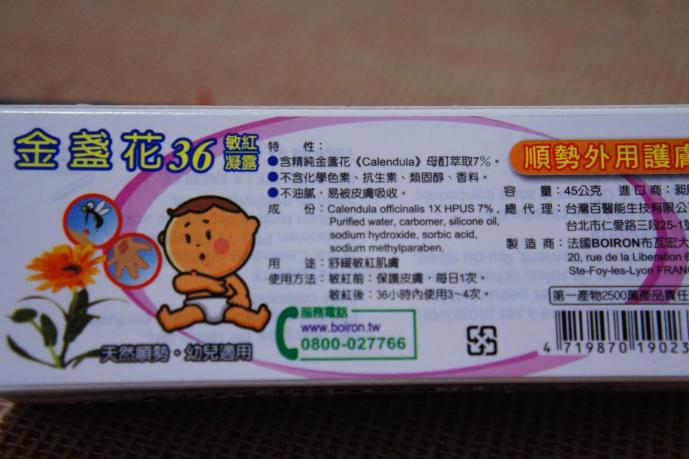 金盞花36 敏紅凝露
特 性：
●含精純金盞花《Calendula》母酊萃取7%。
●不含化學色素、抗生素、類固醇、香料。
●不油膩，易被皮膚吸收。
成 份：Calendula officinalis 1X HPUS 7%,
Purified water, carbomer, silicone oil,
sodium hydroxide, sorbic acid,
sodium methylparaben.
用 途：舒緩敏紅肌膚
使用方法：敏紅前：保護皮膚，每日1次。
敏紅後：36小時內使用3~4次。
服務電話
www.boiron.tw
0800-027766
天然順勢‧幼兒適用
順勢外用護膚
容 量：45公克 進口商：昶
總代理：台灣百醫能生技有限公
台北市仁愛路三段25-1
製造商：法國BOIRON布瓦宏大
20, rue de la Liberation 6
Ste-Foy-les-Lyon FRANC
第一產物2500萬產品責任
4 719870 19023